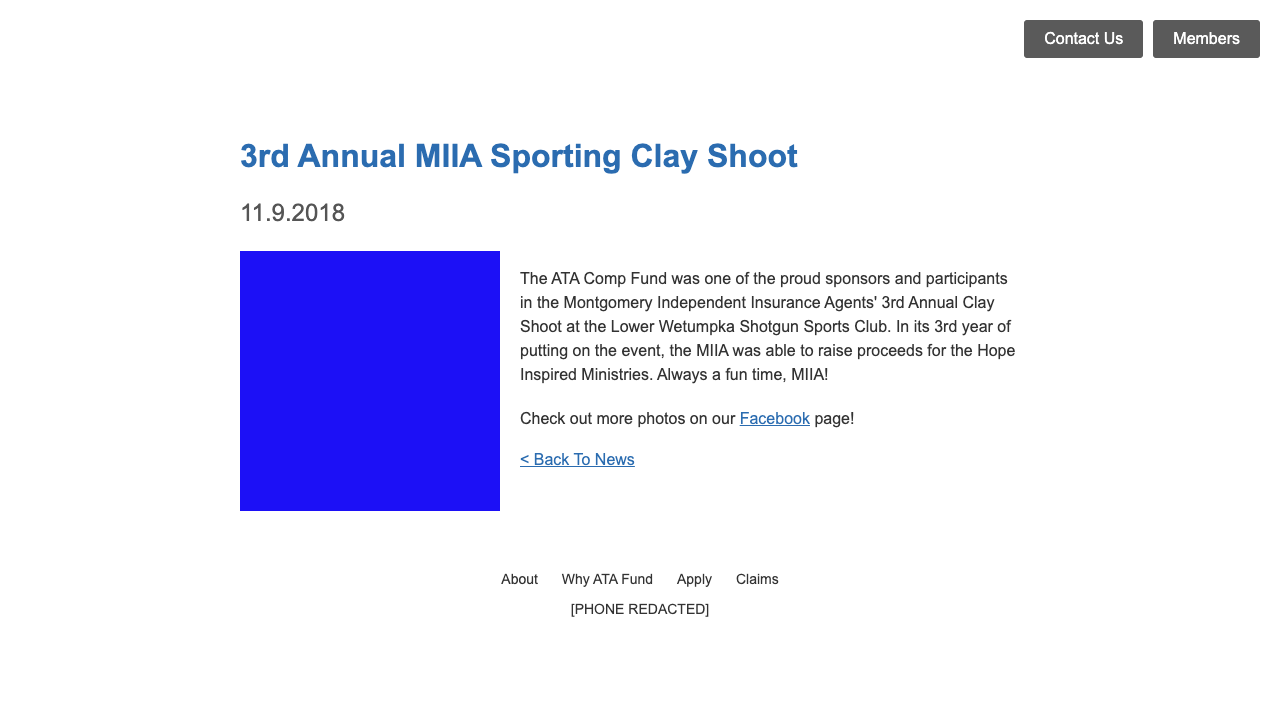 Contact Us
Members
3rd Annual MIIA Sporting Clay Shoot
11.9.2018
The ATA Comp Fund was one of the proud sponsors and participants
in the Montgomery Independent Insurance Agents' 3rd Annual Clay
Shoot at the Lower Wetumpka Shotgun Sports Club. In its 3rd year of
putting on the event, the MIIA was able to raise proceeds for the Hope
Inspired Ministries. Always a fun time, MIIA!
Check out more photos on our Facebook page!
< Back To News
About Why ATA Fund Apply Claims
[PHONE REDACTED]